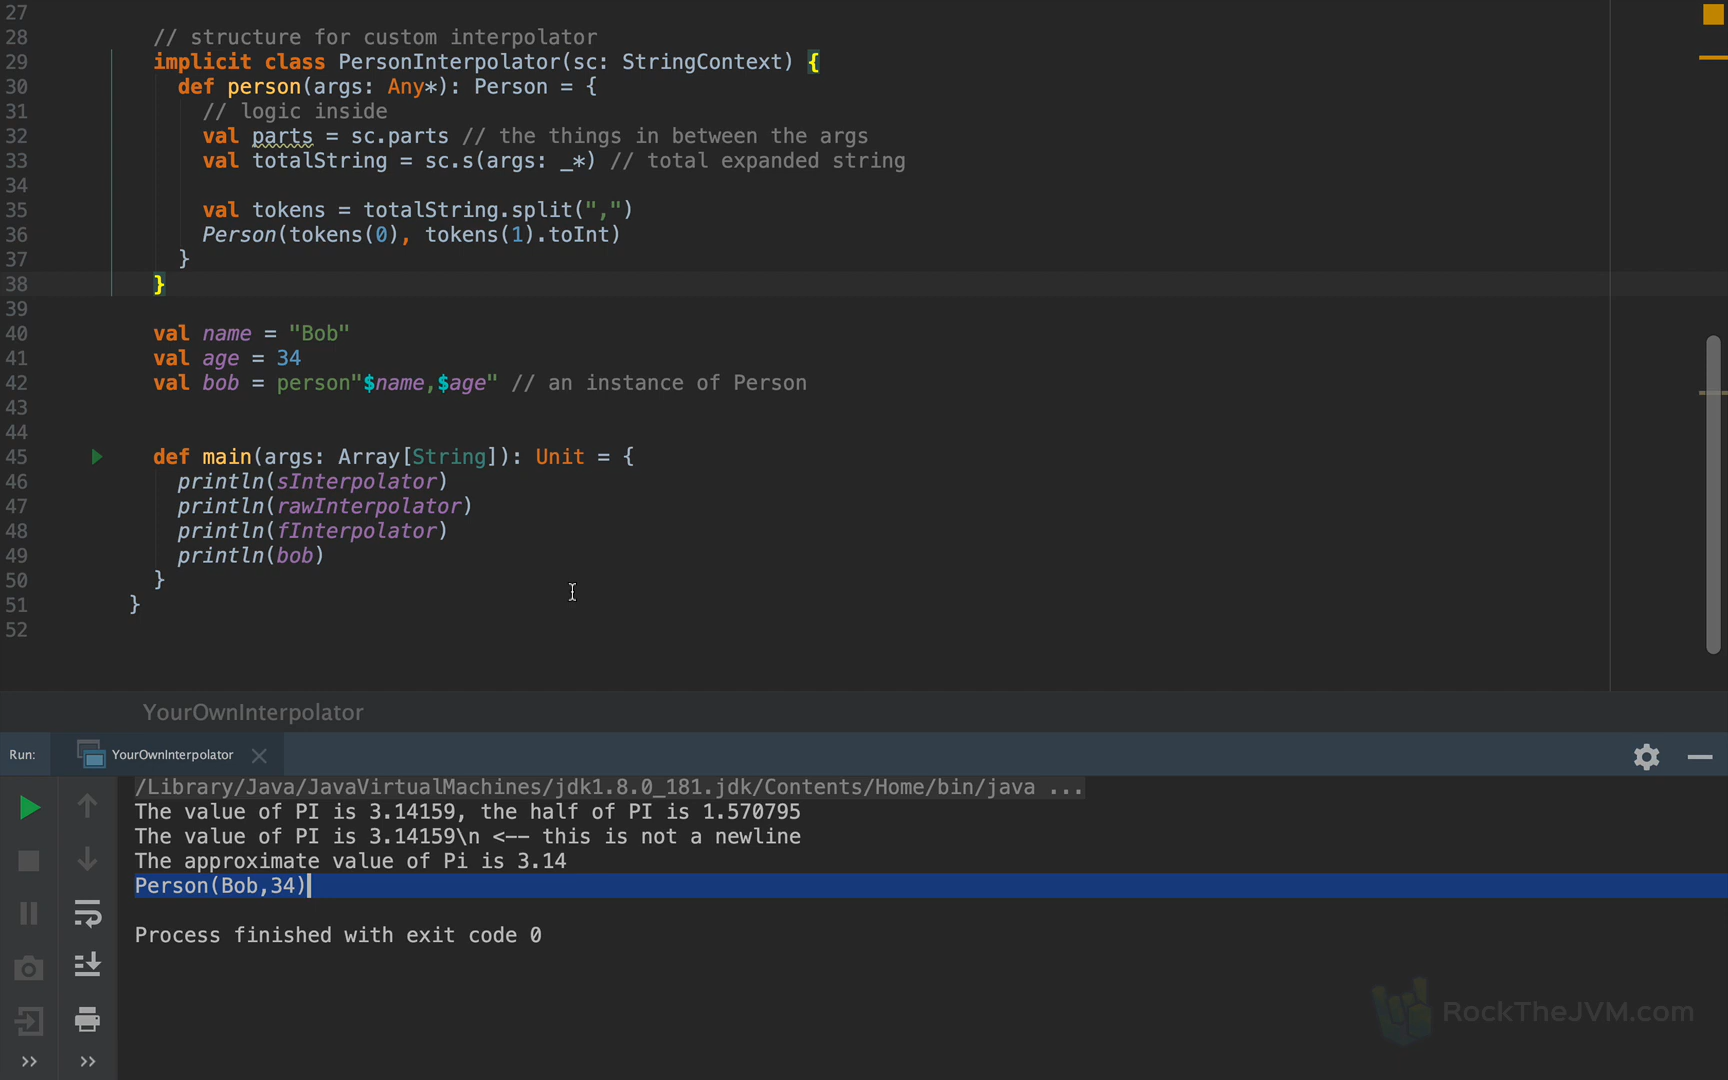 27
28 // structure for custom interpolator
29 implicit class PersonInterpolator(sc: StringContext) {
30 def person(args: Any*): Person = {
31 // logic inside
32 val parts = sc.parts // the things in between the args
33 val totalString = sc.s(args: _*) // total expanded string
34
35 val tokens = totalString.split(",")
36 Person(tokens(0), tokens(1).toInt)
37 }
38 }
39
40 val name = "Bob"
41 val age = 34
42 val bob = person"$name,$age" // an instance of Person
43
44
45 def main(args: Array[String]): Unit = {
46 println(sInterpolator)
47 println(rawInterpolator)
48 println(fInterpolator)
49 println(bob)
50 }
51 }
52
YourOwnInterpolator
Run: YourOwnInterpolator
/Library/Java/JavaVirtualMachines/jdk1.8.0_181.jdk/Contents/Home/bin/java ...
The value of PI is 3.14159, the half of PI is 1.570795
The value of PI is 3.14159\n <-- this is not a newline
The approximate value of Pi is 3.14
Person(Bob,34)
Process finished with exit code 0
RockTheJVM.com